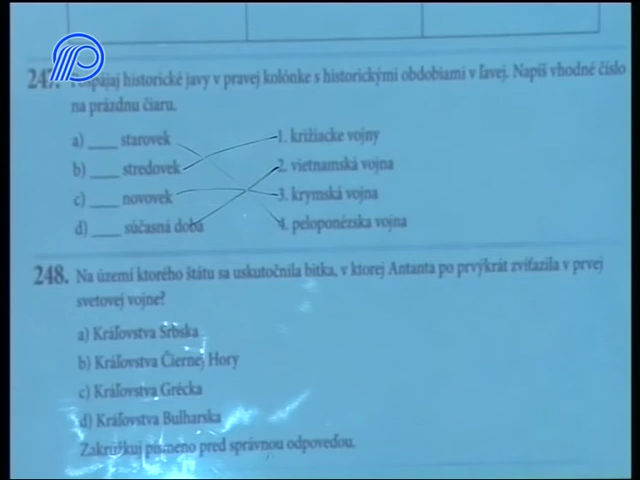 247. Pospájaj historické javy v pravej kolónke s historickými obdobiami v ľavej. Napíš vhodné číslo
na prázdnu čiaru.
a) ____ starovek 1. križiacke vojny
b) ____ stredovek 2. vietnamská vojna
c) ____ novovek 3. krymská vojna
d) ____ súčasná doba 4. peloponézska vojna
248. Na území ktorého štátu sa uskutočnila bitka, v ktorej Antanta po prvýkrát zvíťazila v prvej
svetovej vojne?
a) Kráľovstva Srbska
b) Kráľovstva Čiernej Hory
c) Kráľovstva Grécka
d) Kráľovstva Bulharska
Zakrúžkuj písmeno pred správnou odpoveďou.